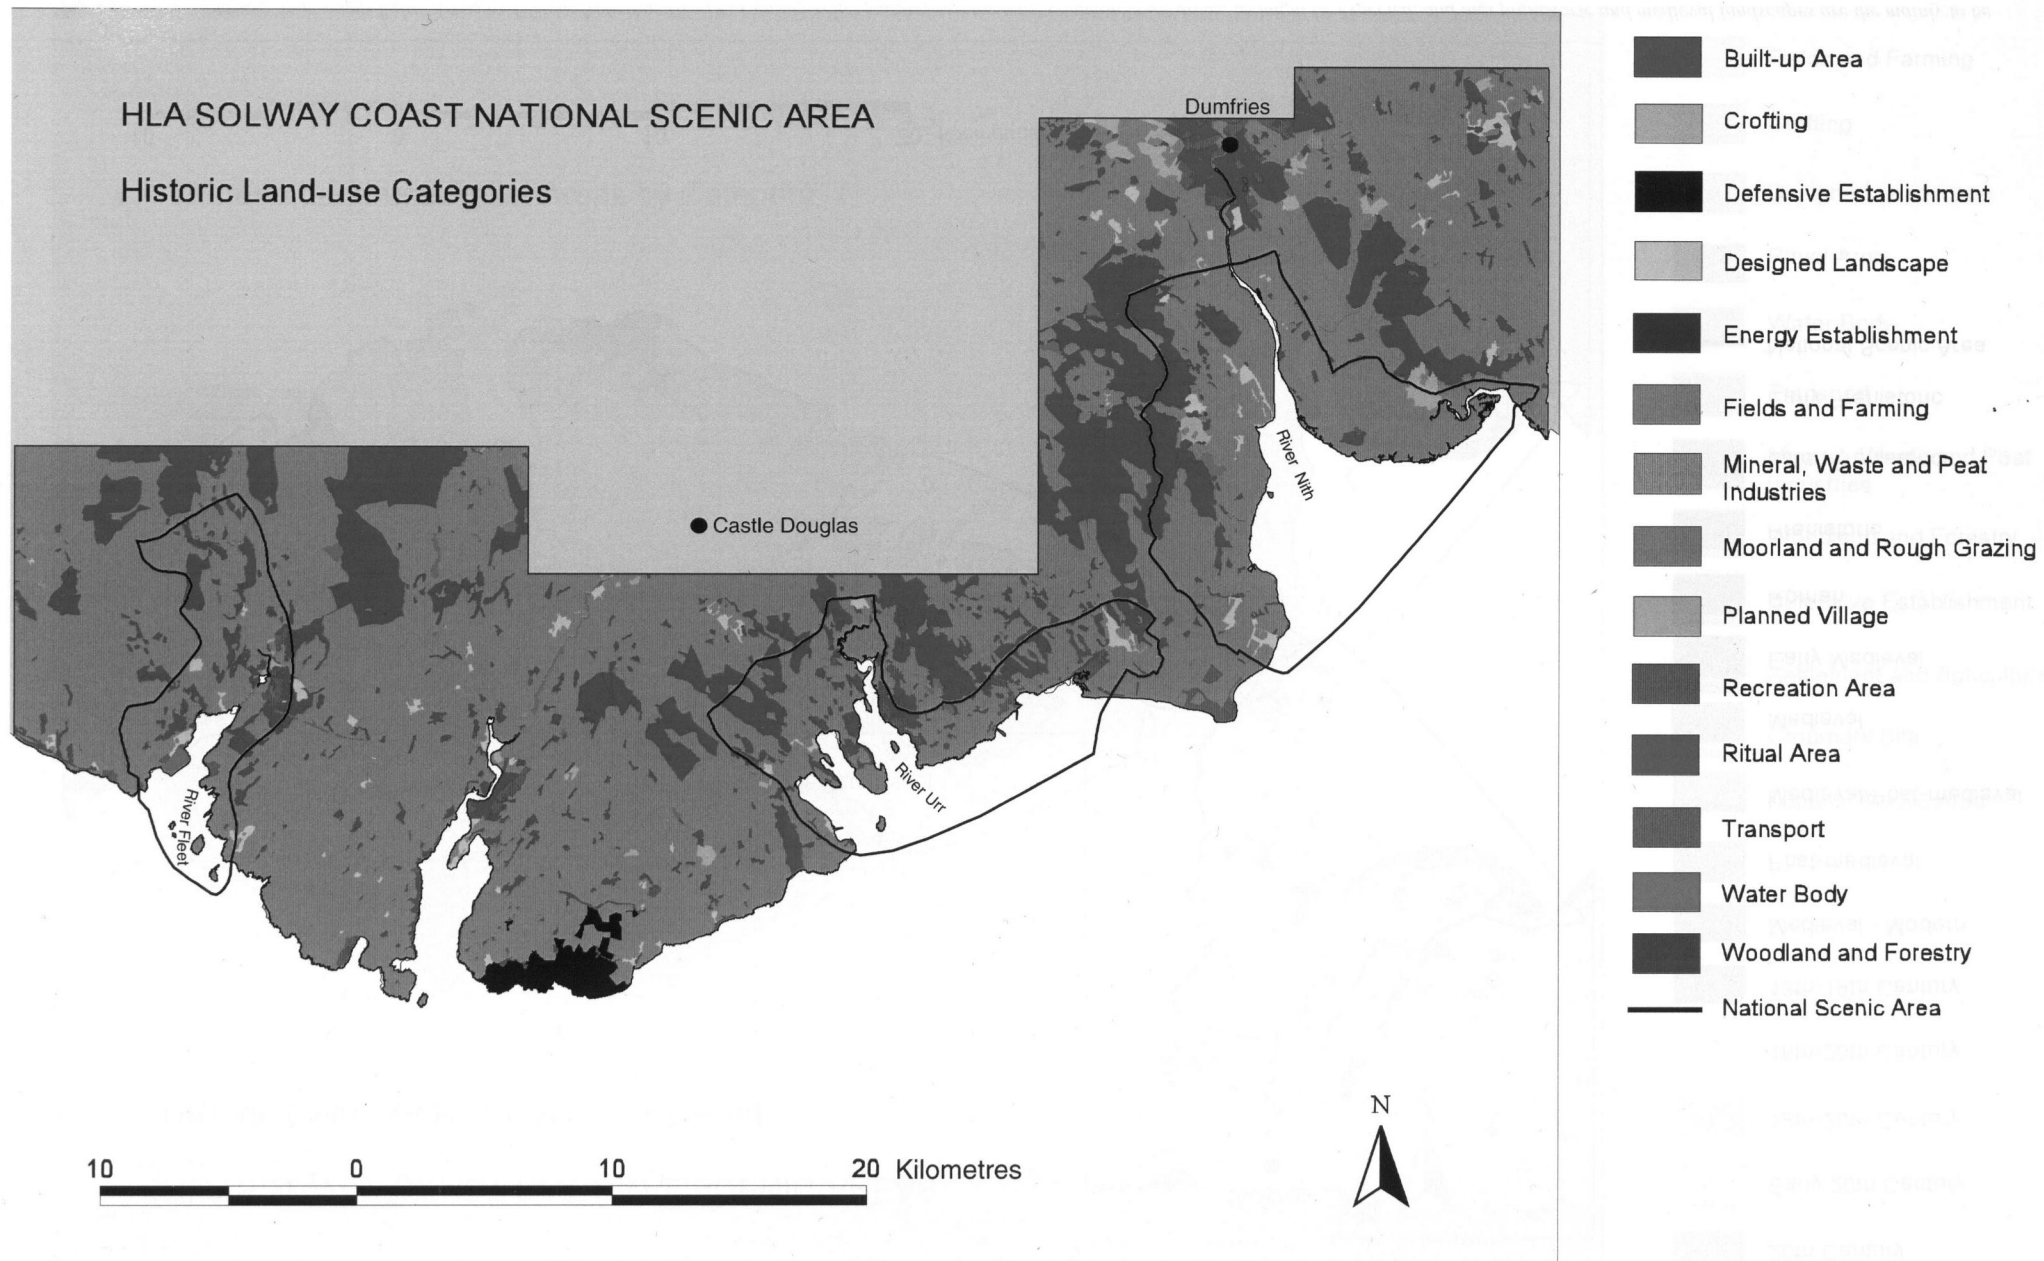 HLA SOLWAY COAST NATIONAL SCENIC AREA
Historic Land-use Categories
Dumfries
Castle Douglas
River Nith
River Urr
River Fleet
10 0 10 20 Kilometres
N
Built-up Area
Crofting
Defensive Establishment
Designed Landscape
Energy Establishment
Fields and Farming
Mineral, Waste and Peat
Industries
Moorland and Rough Grazing
Planned Village
Recreation Area
Ritual Area
Transport
Water Body
Woodland and Forestry
National Scenic Area